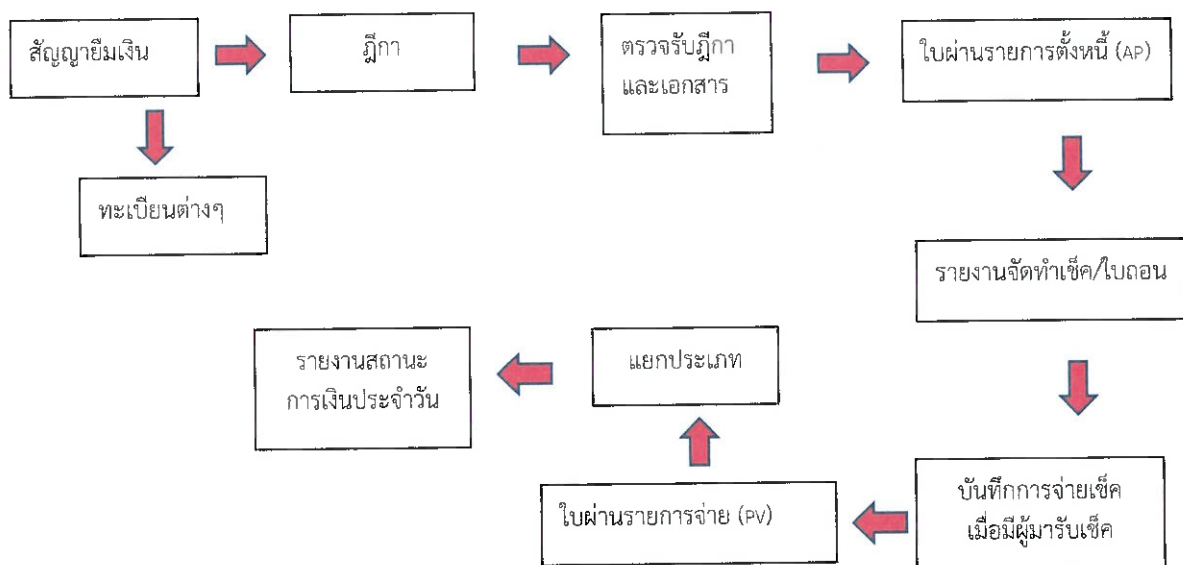 สัญญายืมเงิน
ฎีกา
ตรวจรับฎีกา
และเอกสาร
ใบผ่านรายการตั้งหนี้ (AP)
ทะเบียนต่างๆ
รายงานจัดทำเช็ค/ใบถอน
บันทึกการจ่ายเช็ค
เมื่อมีผู้มารับเช็ค
ใบผ่านรายการจ่าย (PV)
แยกประเภท
รายงานสถานะ
การเงินประจำวัน